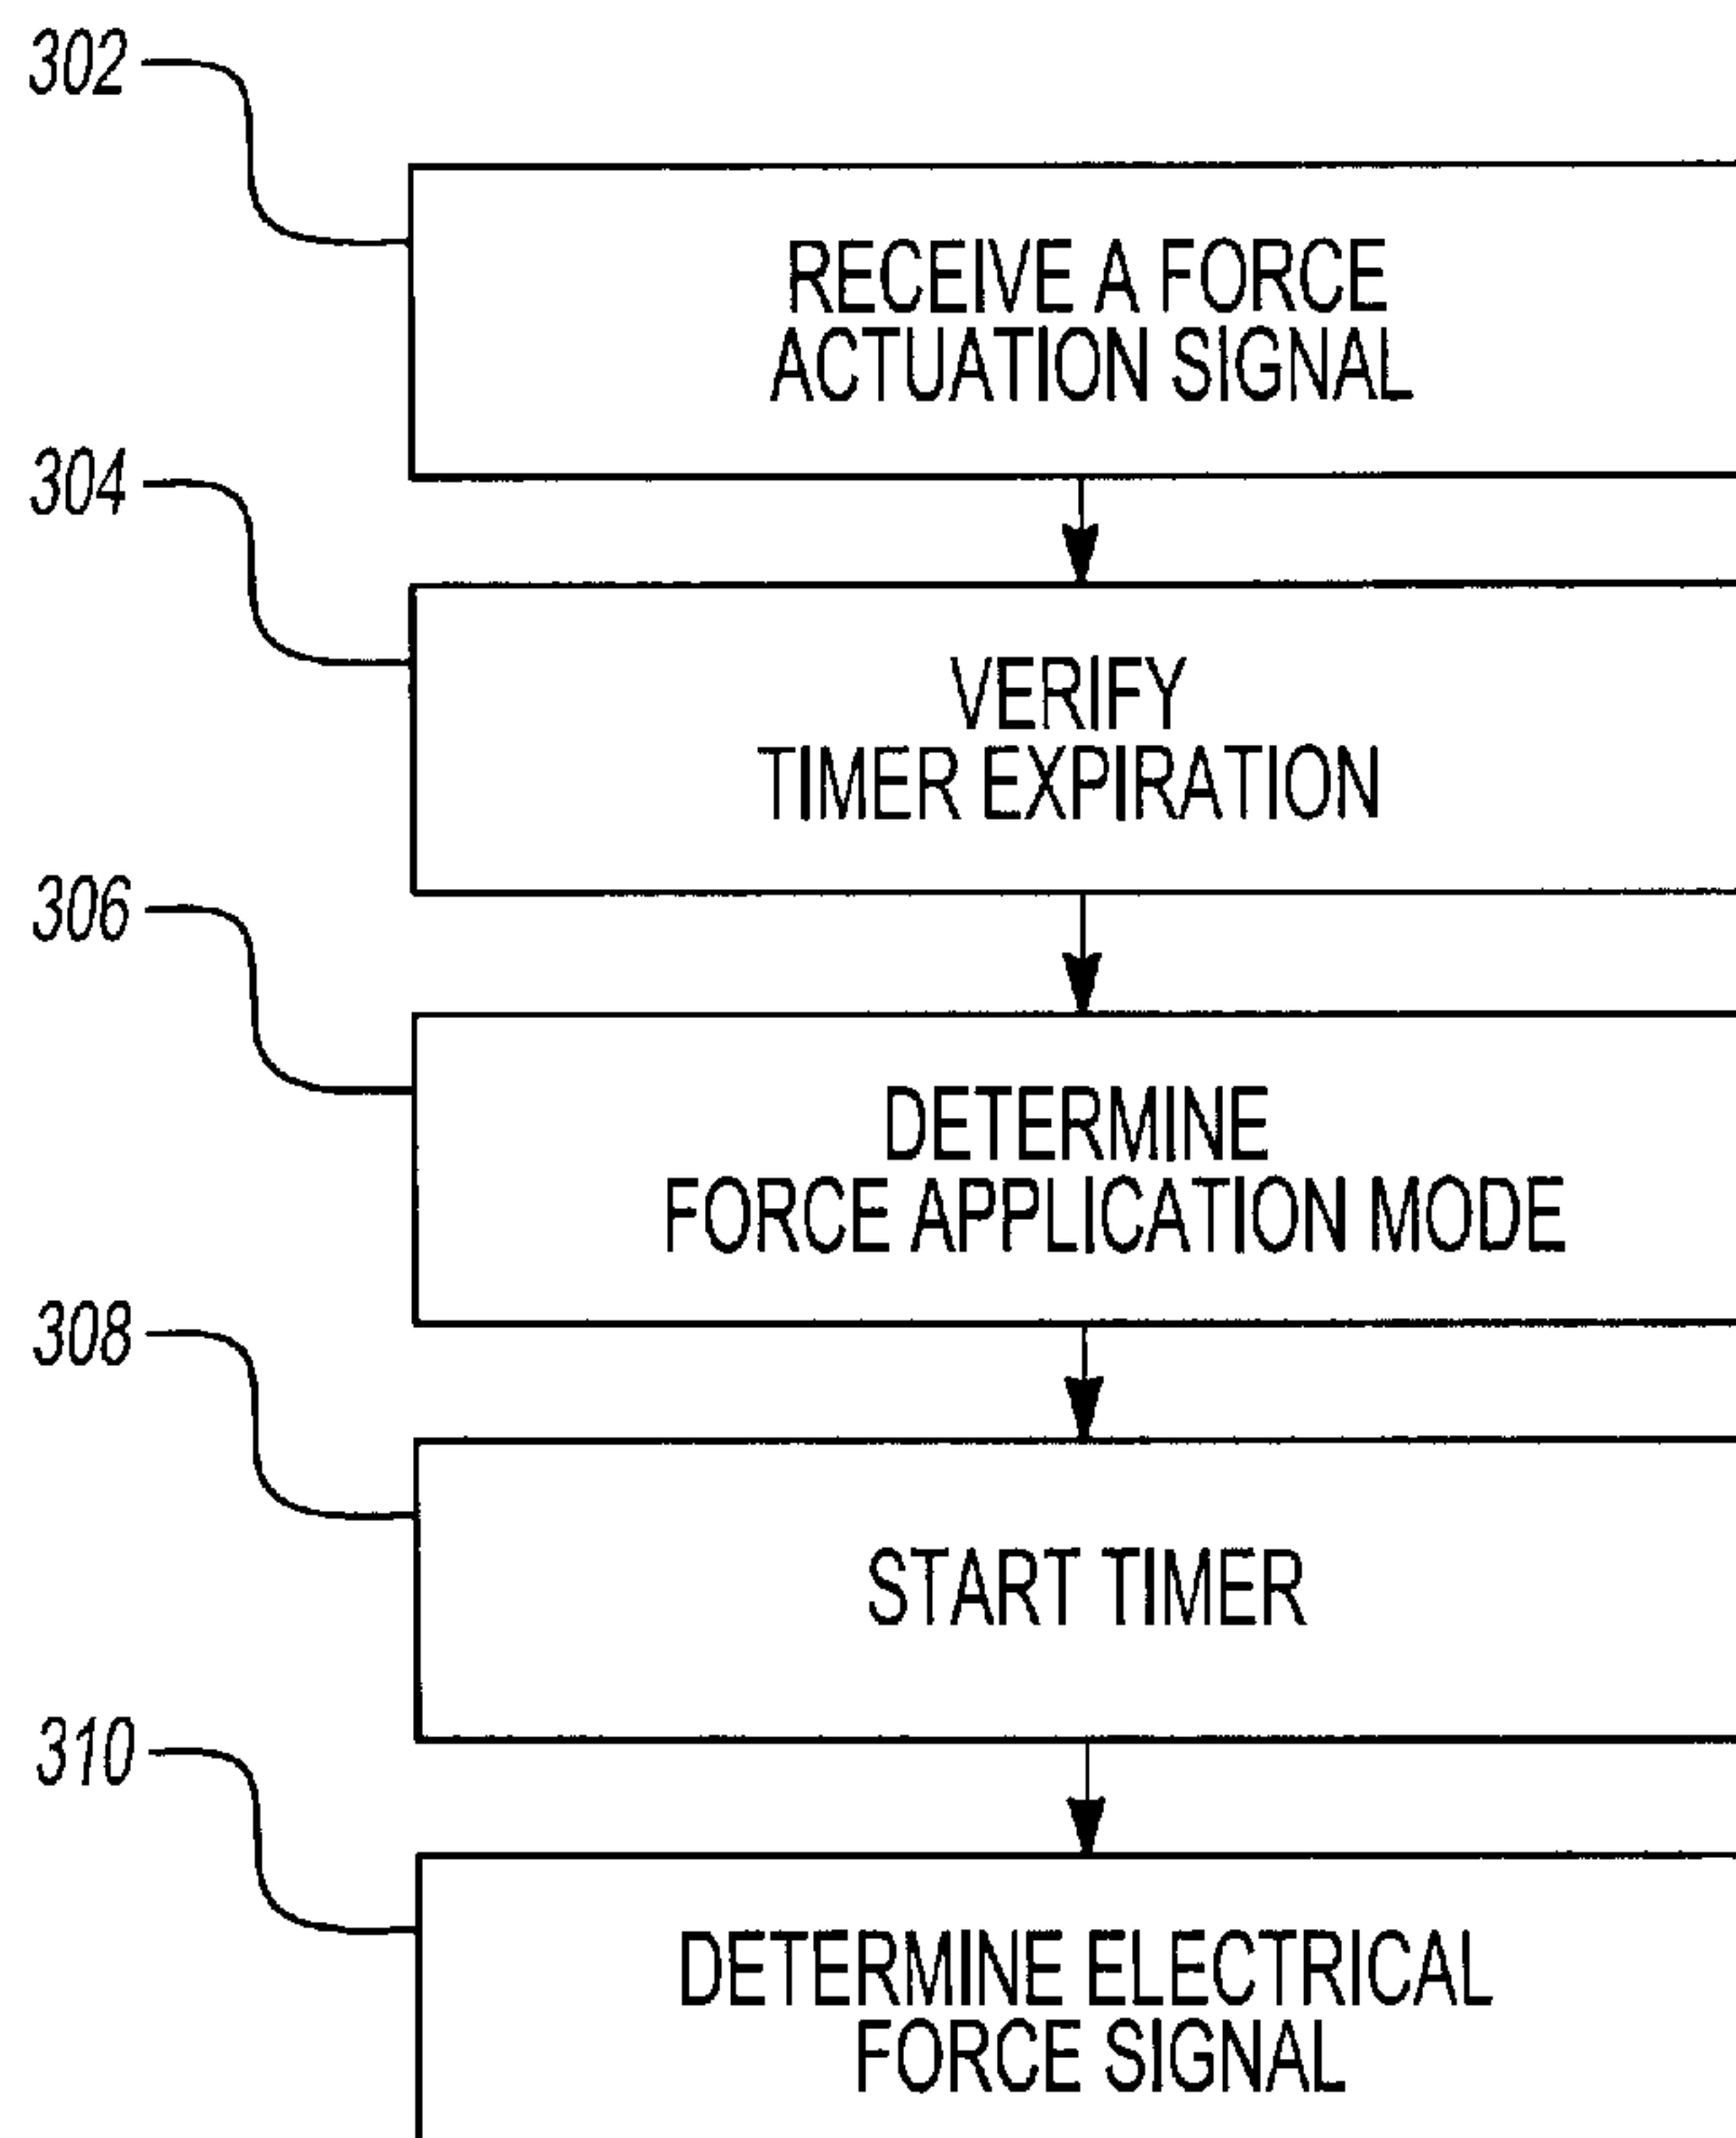 302
RECEIVE A FORCE
ACTUATION SIGNAL
304
VERIFY
TIMER EXPIRATION
306
DETERMINE
FORCE APPLICATION MODE
308
START TIMER
310
DETERMINE ELECTRICAL
FORCE SIGNAL